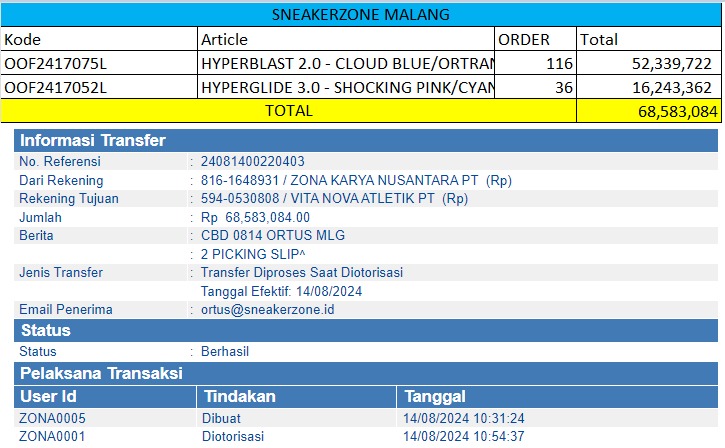 SNEAKERZONE MALANG
Kode Article ORDER Total
OOF2417075L HYPERBLAST 2.0 - CLOUD BLUE/ORTRAN 116 52,339,722
OOF2417052L HYPERGLIDE 3.0 - SHOCKING PINK/CYAN 36 16,243,362
TOTAL 68,583,084
Informasi Transfer
No. Referensi : 24081400220403
Dari Rekening : 816-1648931 / ZONA KARYA NUSANTARA PT (Rp)
Rekening Tujuan : 594-0530808 / VITA NOVA ATLETIK PT (Rp)
Jumlah : Rp 68,583,084.00
Berita : CBD 0814 ORTUS MLG
: 2 PICKING SLIP^
Jenis Transfer : Transfer Diproses Saat Diotorisasi
Tanggal Efektif: 14/08/2024
Email Penerima : ortus@sneakerzone.id
Status
Status : Berhasil
Pelaksana Transaksi
User Id Tindakan Tanggal
ZONA0005 Dibuat 14/08/2024 10:31:24
ZONA0001 Diotorisasi 14/08/2024 10:54:37